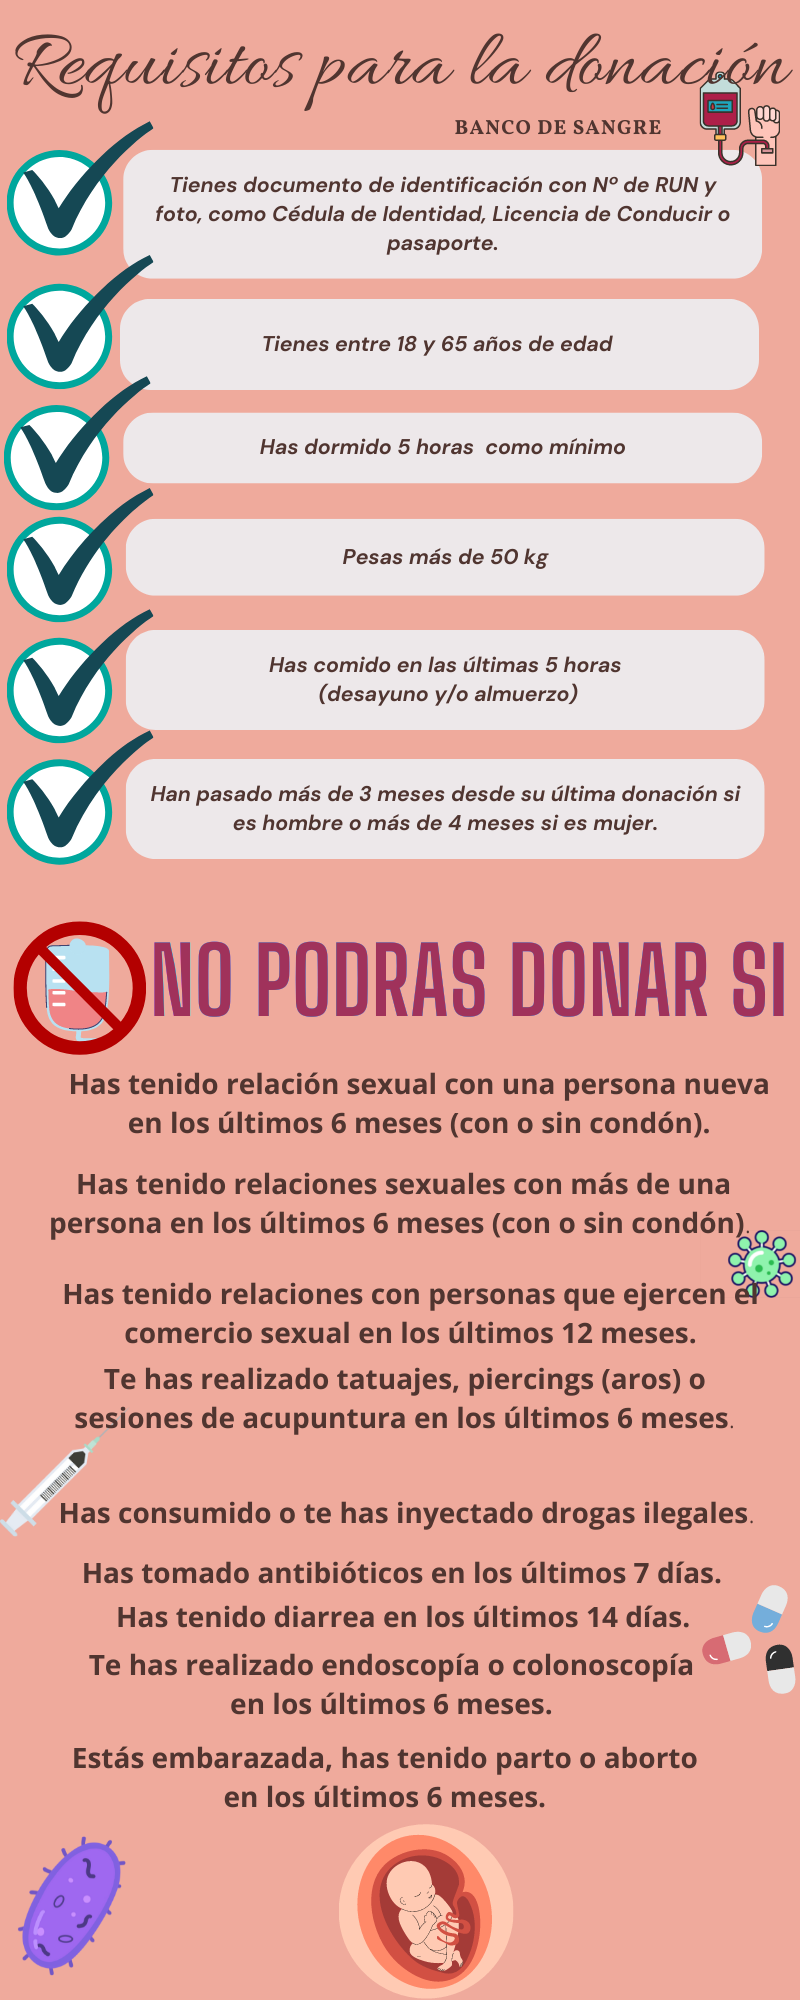 Requisitos para la donación
BANCO DE SANGRE
Tienes documento de identificación con Nº de RUN y
foto, como Cédula de Identidad, Licencia de Conducir o
pasaporte.
Tienes entre 18 y 65 años de edad
Has dormido 5 horas como mínimo
Pesas más de 50 kg
Has comido en las últimas 5 horas
(desayuno y/o almuerzo)
Han pasado más de 3 meses desde su última donación si
es hombre o más de 4 meses si es mujer.
NO PODRAS DONAR SI
Has tenido relación sexual con una persona nueva
en los últimos 6 meses (con o sin condón).
Has tenido relaciones sexuales con más de una
persona en los últimos 6 meses (con o sin condón).
Has tenido relaciones con personas que ejercen el
comercio sexual en los últimos 12 meses.
Te has realizado tatuajes, piercings (aros) o
sesiones de acupuntura en los últimos 6 meses.
Has consumido o te has inyectado drogas ilegales.
Has tomado antibióticos en los últimos 7 días.
Has tenido diarrea en los últimos 14 días.
Te has realizado endoscopía o colonoscopía
en los últimos 6 meses.
Estás embarazada, has tenido parto o aborto
en los últimos 6 meses.